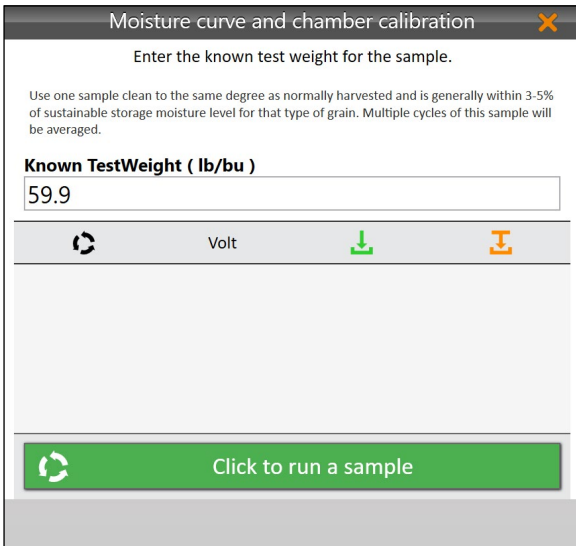 Moisture curve and chamber calibration
Enter the known test weight for the sample.
Use one sample clean to the same degree as normally harvested and is generally within 3-5%
of sustainable storage moisture level for that type of grain. Multiple cycles of this sample will
be averaged.
Known TestWeight ( lb/bu )
59.9
Volt
Click to run a sample